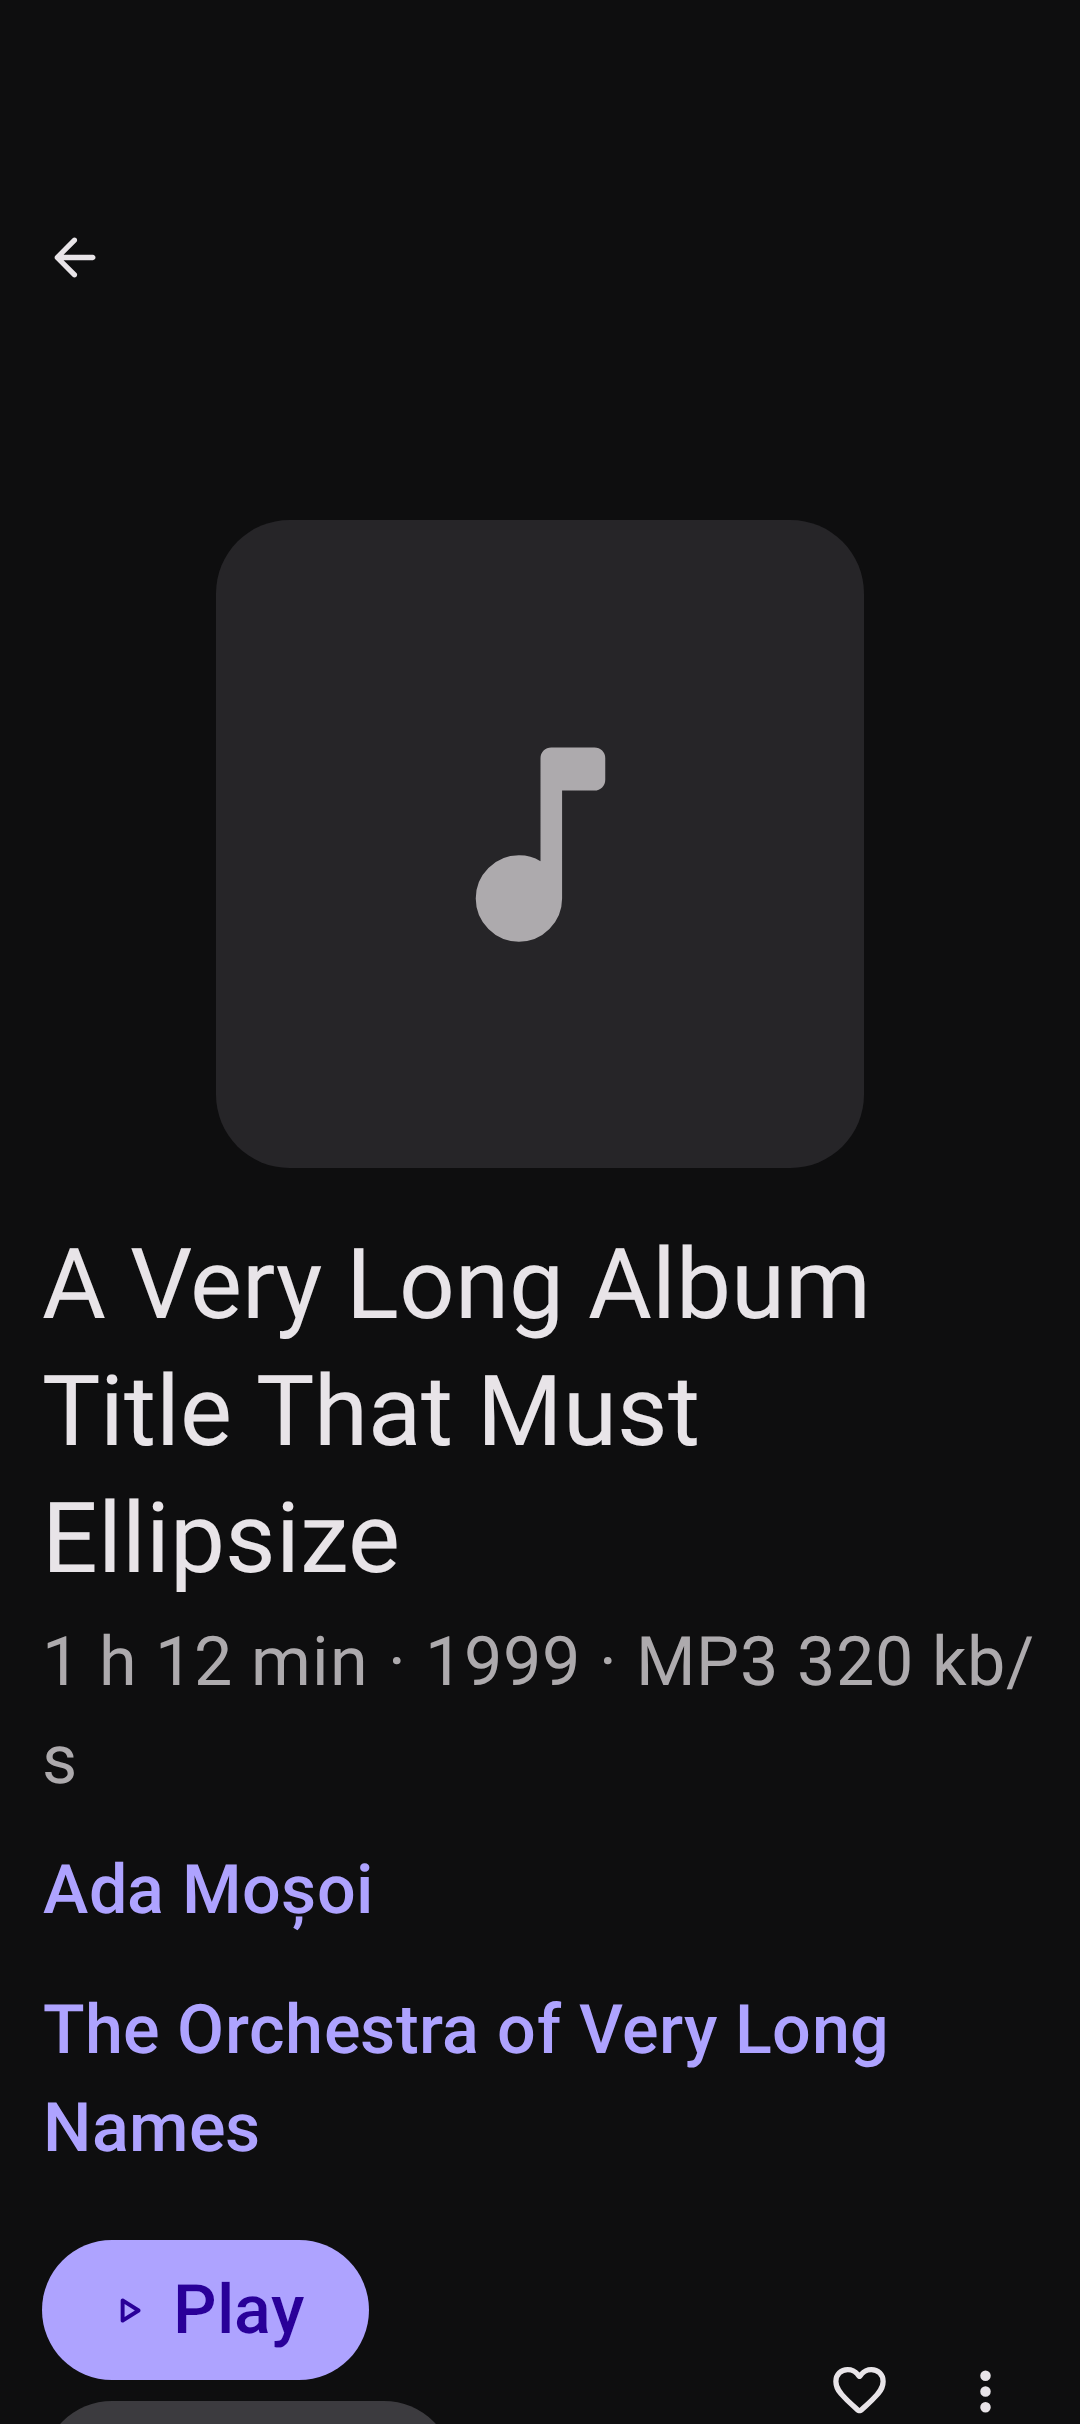 A Very Long Album
Title That Must
Ellipsize
1 h 12 min · 1999 · MP3 320 kb/
s
Ada Moșoi
The Orchestra of Very Long
Names
Play